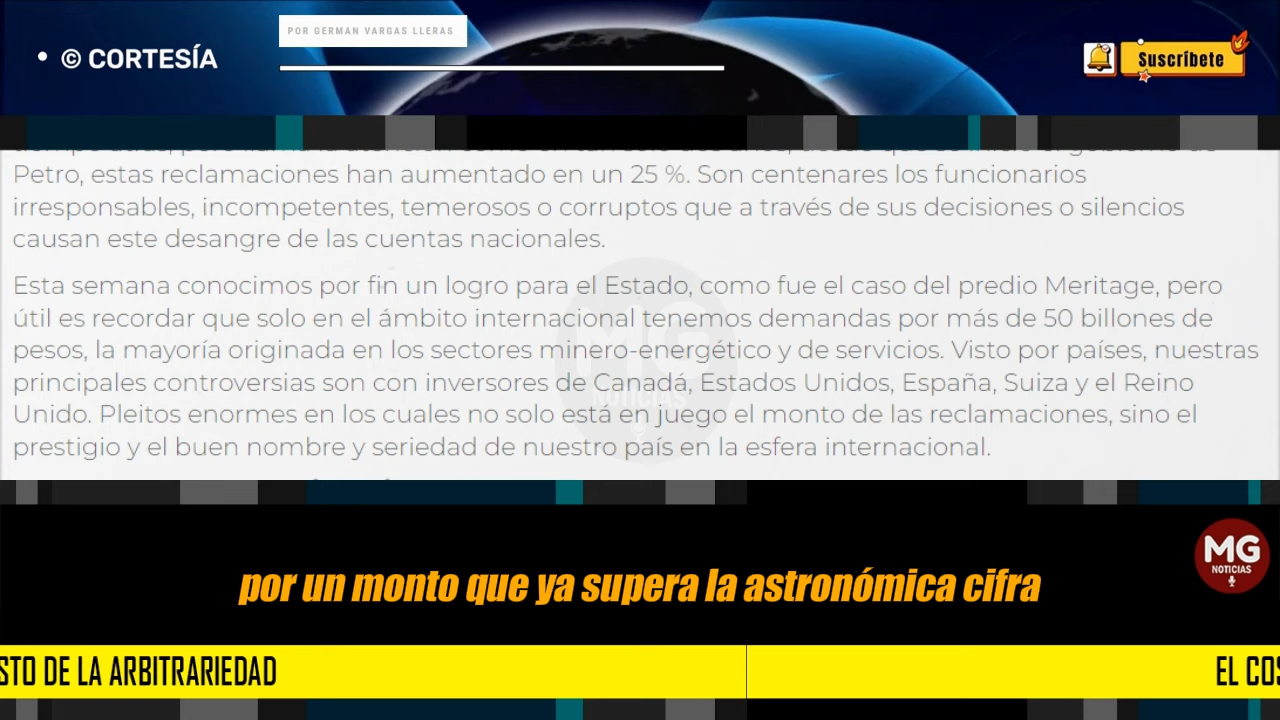 POR GERMAN VARGAS LLERAS
• © CORTESÍA
Suscríbete
Petro, estas reclamaciones han aumentado en un 25 %. Son centenares los funcionarios
irresponsables, incompetentes, temerosos o corruptos que a través de sus decisiones o silencios
causan este desangre de las cuentas nacionales.
Esta semana conocimos por fin un logro para el Estado, como fue el caso del predio Meritage, pero
útil es recordar que solo en el ámbito internacional tenemos demandas por más de 50 billones de
pesos, la mayoría originada en los sectores minero-energético y de servicios. Visto por países, nuestras
principales controversias son con inversores de Canadá, Estados Unidos, España, Suiza y el Reino
Unido. Pleitos enormes en los cuales no solo está en juego el monto de las reclamaciones, sino el
prestigio y el buen nombre y seriedad de nuestro país en la esfera internacional.
MG
NOTICIAS
por un monto que ya supera la astronómica cifra
MG
NOTICIAS
STO DE LA ARBITRARIEDAD
EL COS